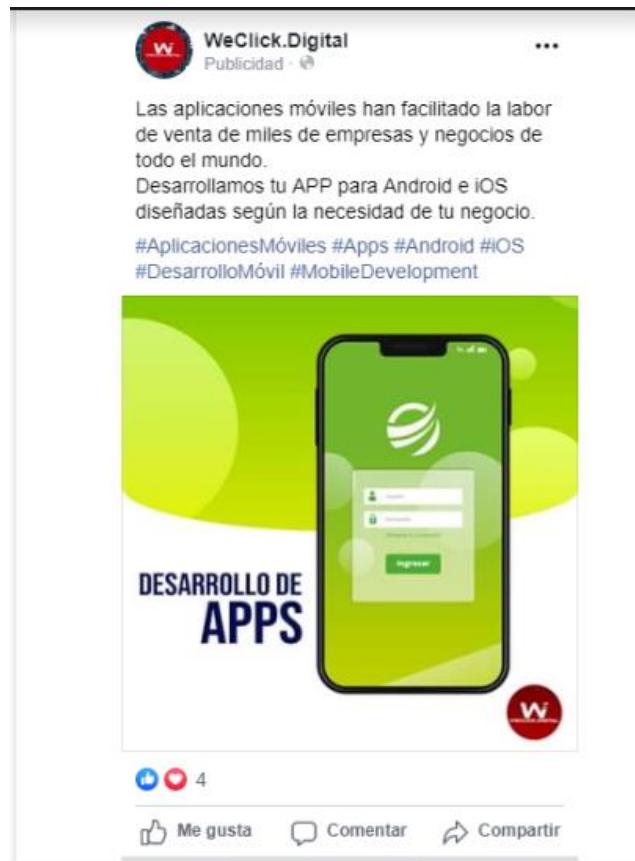 WeClick.Digital
Publicidad ·
Las aplicaciones móviles han facilitado la labor
de venta de miles de empresas y negocios de
todo el mundo.
Desarrollamos tu APP para Android e iOS
diseñadas según la necesidad de tu negocio.
#AplicacionesMóviles #Apps #Android #iOS
#DesarrolloMóvil #MobileDevelopment
Ingresar
DESARROLLO DE
APPS
WECLICK.DIGITAL
4
Me gusta
Comentar
Compartir